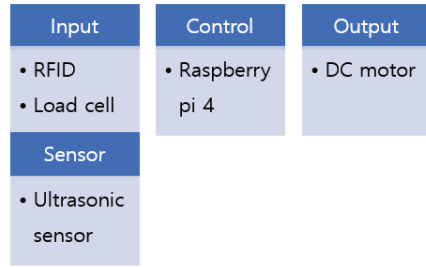 Input
• RFID
• Load cell
Sensor
• Ultrasonic
sensor
Control
• Raspberry
pi 4
Output
• DC motor